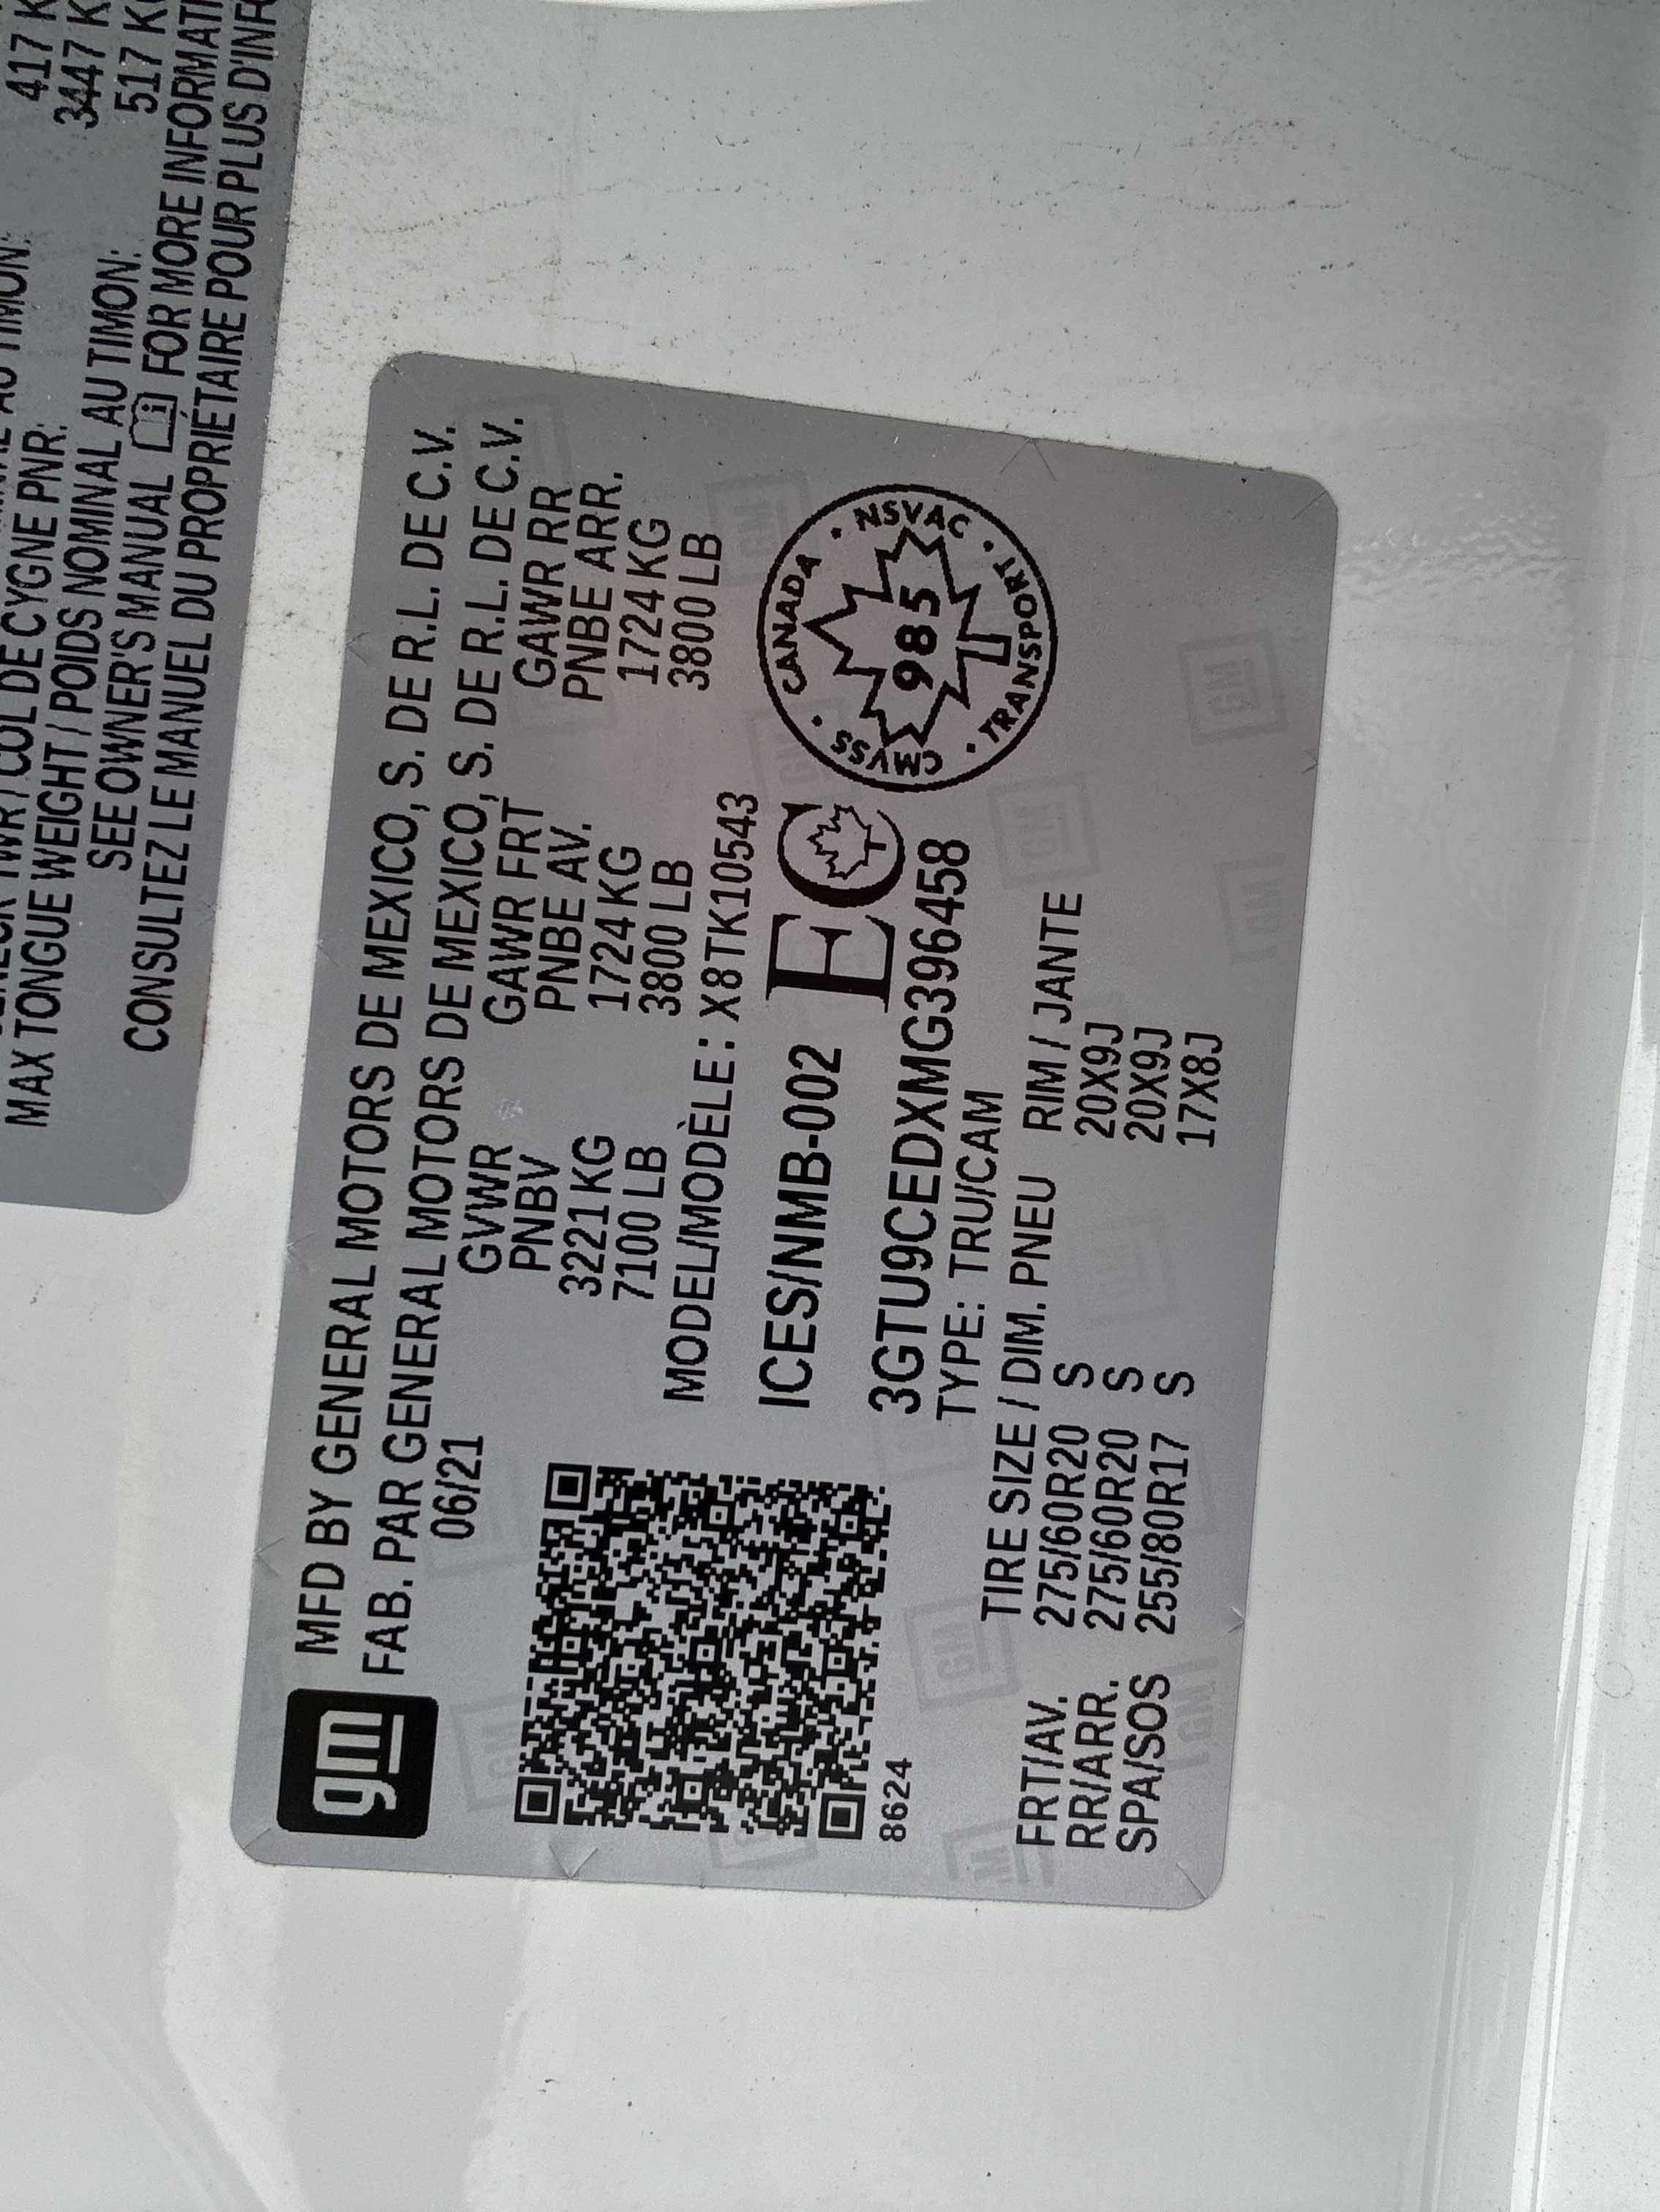 417 K
3447 K
MAX TONGUE WEIGHT / POIDS NOMINAL AU TIMON: 517 K
SEE OWNER'S MANUAL FOR MORE INFORMATI
CONSULTEZ LE MANUEL DU PROPRIÉTAIRE POUR PLUS D'INF
COL DE CYGNE PNR:
gm
MFD BY GENERAL MOTORS DE MEXICO, S. DE R.L. DE C.V.
FAB. PAR GENERAL MOTORS DE MEXICO, S. DE R.L. DE C.V.
06/21
GVWR GAWR FRT GAWR RR
PNBV PNBE AV. PNBE ARR.
3221 KG 1724 KG 1724 KG
7100 LB 3800 LB 3800 LB
MODEL/MODÈLE: X8TK10543
ICES/NMB-002 EC
CANADA · NSVAC · TRANSPORT · CMVSS ·
985
3GTU9CEDXMG396458
8624
TYPE: TRU/CAM
TIRE SIZE / DIM. PNEU RIM / JANTE
FRT/AV. 275/60R20 S 20X9J
RR/ARR. 275/60R20 S 20X9J
SPA/SOS 255/80R17 S 17X8J